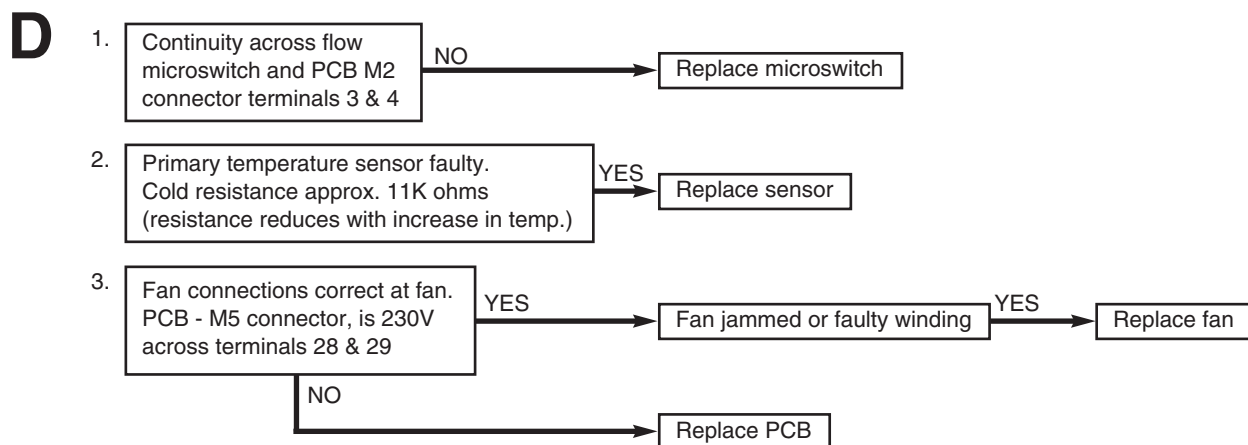 D
1.
Continuity across flow
microswitch and PCB M2
connector terminals 3 & 4
NO
Replace microswitch
2.
Primary temperature sensor faulty.
Cold resistance approx. 11K ohms
(resistance reduces with increase in temp.)
YES
Replace sensor
3.
Fan connections correct at fan.
PCB - M5 connector, is 230V
across terminals 28 & 29
YES
Fan jammed or faulty winding
YES
Replace fan
NO
Replace PCB